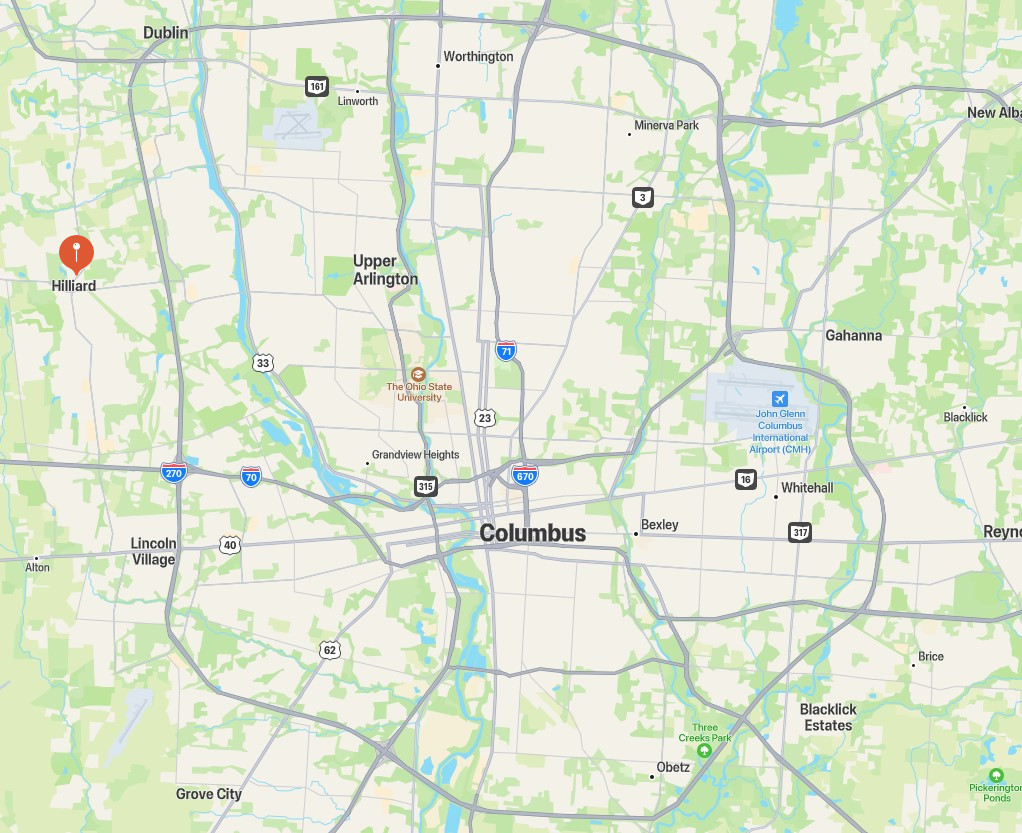 Dublin
Worthington
161
Linworth
New Alba
Minerva Park
3
Upper
Arlington
Hilliard
Gahanna
71
33
The Ohio State
University
John Glenn
Columbus
International
Airport (CMH)
23
Blacklick
Grandview Heights
270
70
670
16
315
Whitehall
Columbus
Bexley
317
Reyno
40
Lincoln
Village
Alton
62
Brice
Blacklick
Estates
Three
Creeks Park
Obetz
Pickerington
Ponds
Grove City